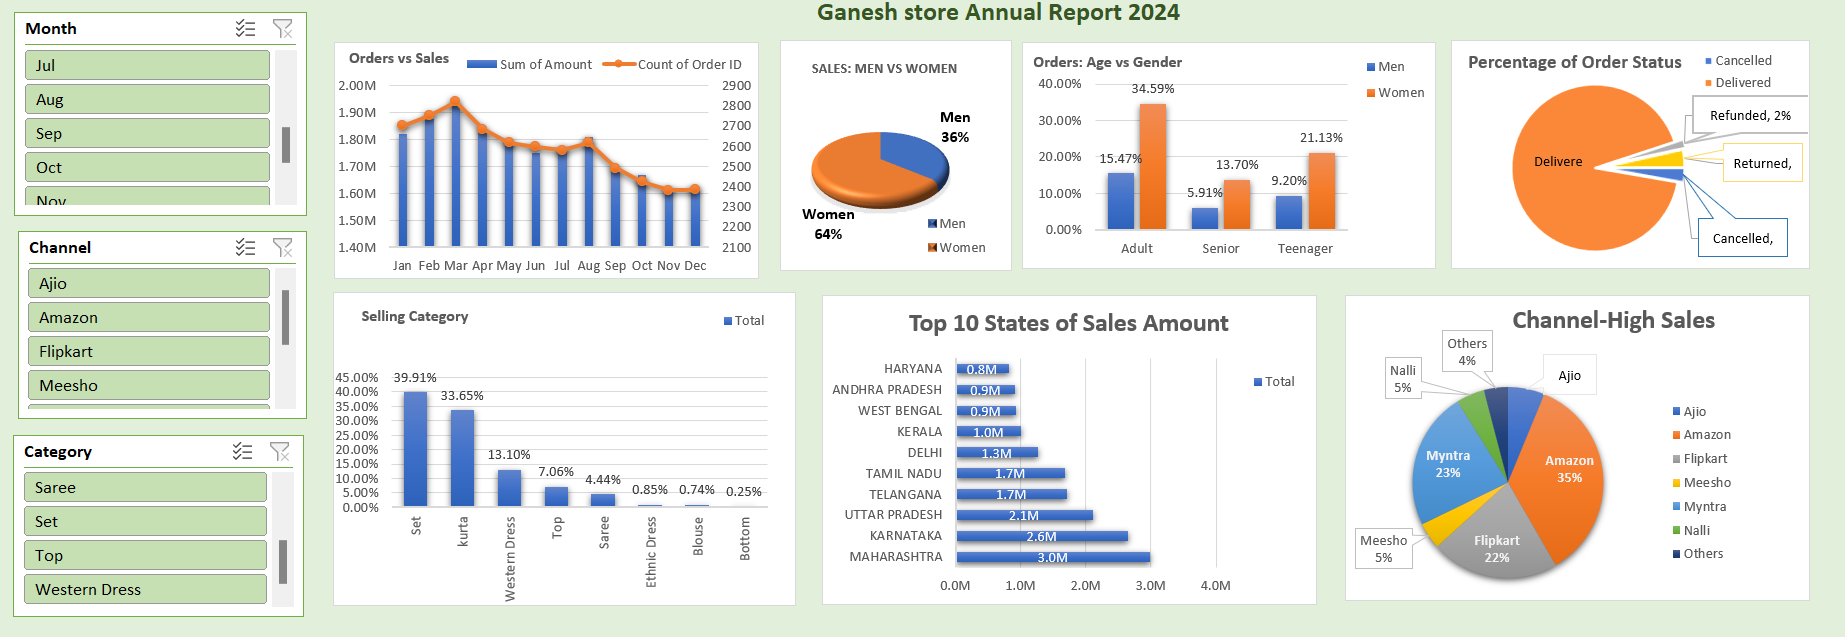 Ganesh store Annual Report 2024
Month
Jul
Aug
Sep
Oct
Nov
Channel
Ajio
Amazon
Flipkart
Meesho
Category
Saree
Set
Top
Western Dress
Orders vs Sales
Sum of Amount
Count of Order ID
2.00M
1.90M
1.80M
1.70M
1.60M
1.50M
1.40M
2900
2800
2700
2600
2500
2400
2300
2200
2100
Jan Feb Mar Apr May Jun Jul Aug Sep Oct Nov Dec
SALES: MEN VS WOMEN
Men
36%
Women
64%
Men
Women
Orders: Age vs Gender
Men
Women
40.00%
30.00%
20.00%
10.00%
0.00%
15.47%
34.59%
5.91%
13.70%
9.20%
21.13%
Adult
Senior
Teenager
Percentage of Order Status
Cancelled
Delivered
Refunded, 2%
Returned,
Cancelled,
Delivere
Selling Category
Total
45.00%
40.00%
35.00%
30.00%
25.00%
20.00%
15.00%
10.00%
5.00%
0.00%
39.91%
33.65%
13.10%
7.06%
4.44%
0.85%
0.74%
0.25%
Set
kurta
Western Dress
Top
Saree
Ethnic Dress
Blouse
Bottom
Top 10 States of Sales Amount
Total
HARYANA 0.8M
ANDHRA PRADESH 0.9M
WEST BENGAL 0.9M
KERALA 1.0M
DELHI 1.3M
TAMIL NADU 1.7M
TELANGANA 1.7M
UTTAR PRADESH 2.1M
KARNATAKA 2.6M
MAHARASHTRA 3.0M
0.0M 1.0M 2.0M 3.0M 4.0M
Channel-High Sales
Others
4%
Nalli
5%
Ajio
Myntra
23%
Amazon
35%
Meesho
5%
Flipkart
22%
Ajio
Amazon
Flipkart
Meesho
Myntra
Nalli
Others